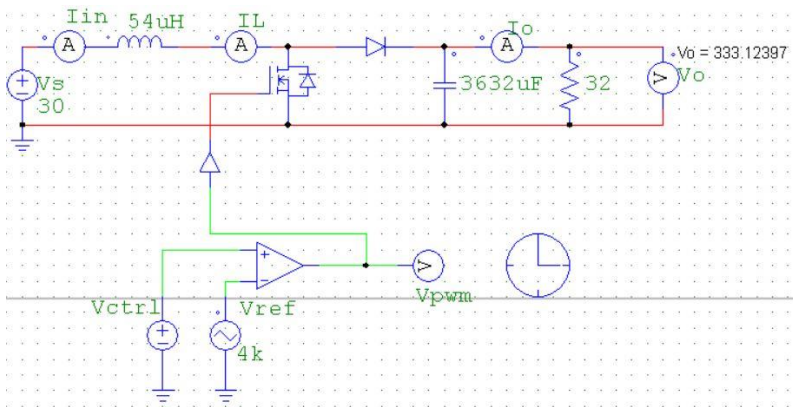 Iin
54uH
IL
Io
Vo = 333.12397
A
A
A
V
Vs
30
3632uF
32
Vo
Vctrl
Vref
4k
V
Vpwm